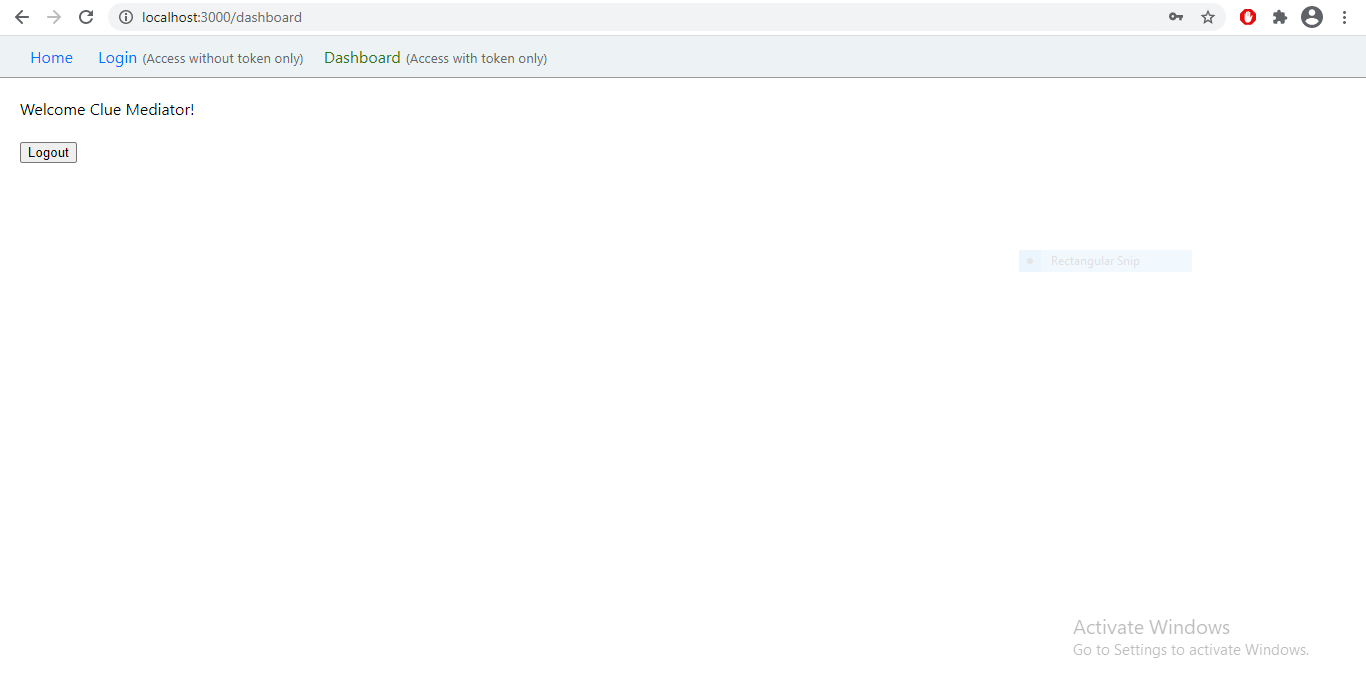 localhost:3000/dashboard
Home Login (Access without token only) Dashboard (Access with token only)
Welcome Clue Mediator!
Logout
Rectangular Snip
Activate Windows
Go to Settings to activate Windows.